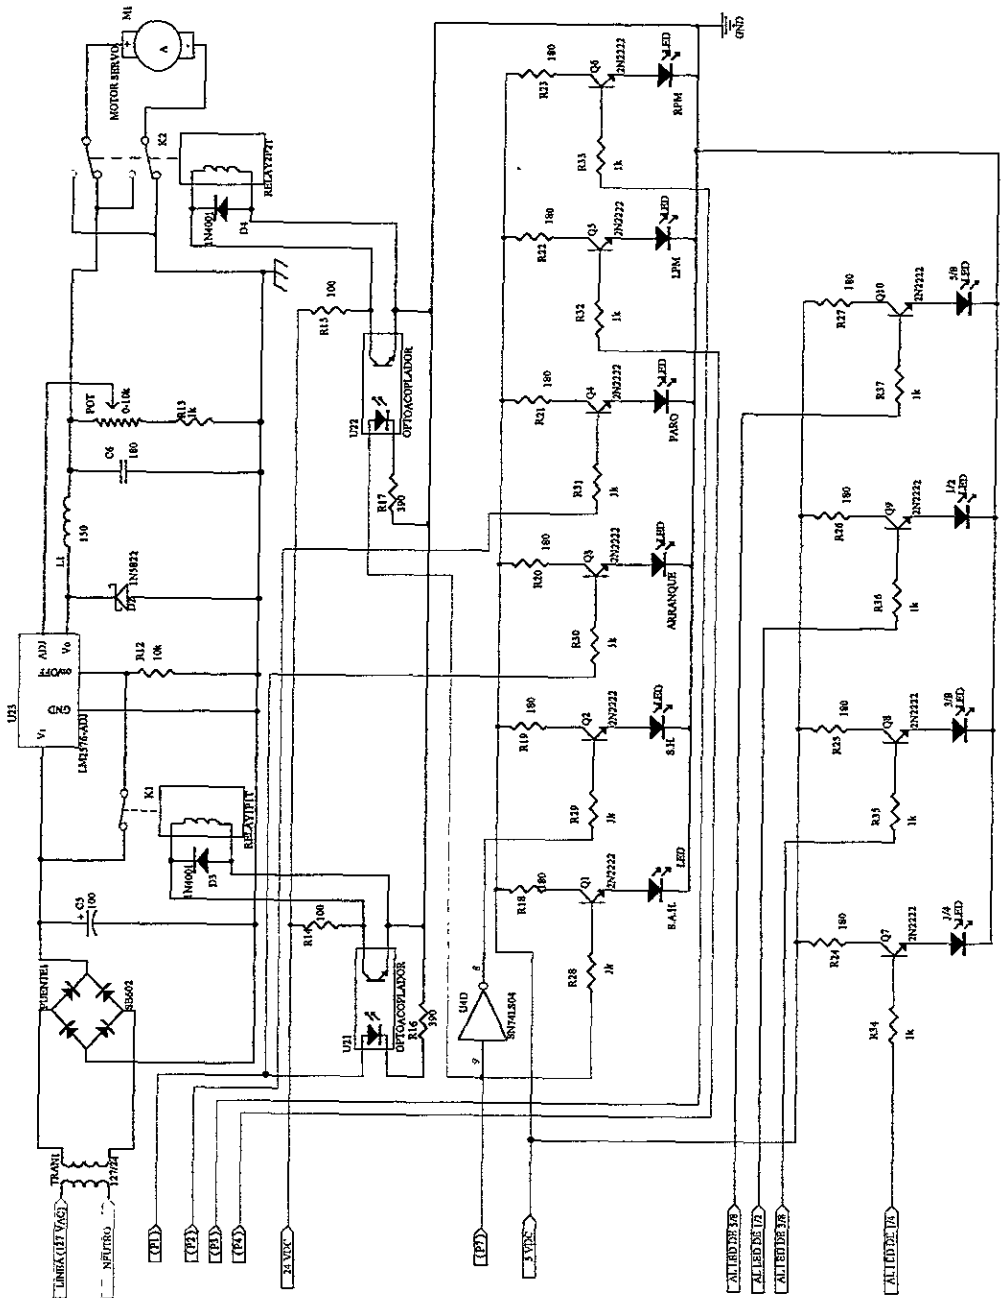 LINEA (127 VAC)
NEUTRO
TRAN1
127/24
PUENTE1
SB602
+ C5
100
K1
RELAY1P1T
1N4001
D3
U23
LM2576-ADJ
V1
GND
on/OFF
ADJ
Vo
R12
10k
D2
1N5822
L1
150
C6
180
POT
0-10k
R13
1k
MOTOR SERVO
M1
+
A
-
K2
RELAY2P2T
1N4001
D4
R15
100
U22
OPTOACOPLADOR
R17
390
R14
100
U21
OPTOACOPLADOR
R16
390
(P1)
(P2)
(P3)
(P4)
24 VDC
(P7)
5 VDC
U4D
SN74LS04
9
8
GND
R18
180
Q1
2N2222
R28
1k
LED
B.A.H.
R19
180
Q2
2N2222
R29
1k
LED
B.H.
R20
180
Q3
2N2222
R30
1k
LED
ARRANQUE
R21
180
Q4
2N2222
R31
1k
LED
PARO
R22
180
Q5
2N2222
R32
1k
LED
LPM
R23
180
Q6
2N2222
R33
1k
LED
RPM
AL LED DE 5/8
AL LED DE 1/2
AL LED DE 3/8
AL LED DE 1/4
R24
180
Q7
2N2222
R34
1k
1/4
LED
R25
180
Q8
2N2222
R35
1k
3/8
LED
R26
180
Q9
2N2222
R36
1k
1/2
LED
R27
180
Q10
2N2222
R37
1k
5/8
LED